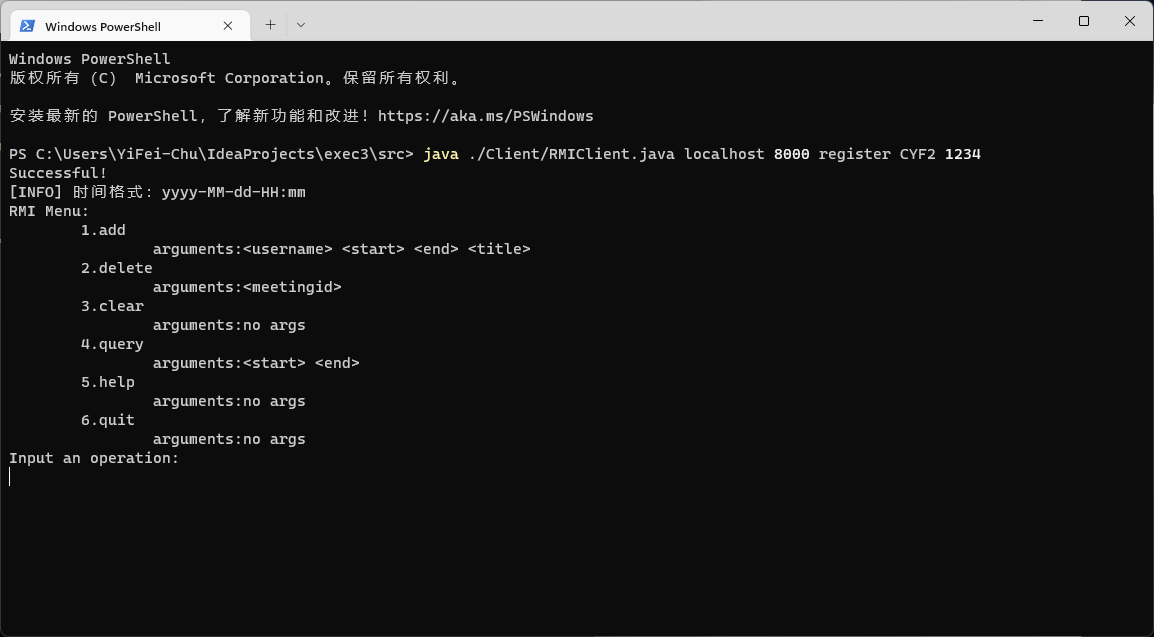 Windows PowerShell
Windows PowerShell
版权所有 (C) Microsoft Corporation。保留所有权利。
安装最新的 PowerShell，了解新功能和改进！https://aka.ms/PSWindows
PS C:\Users\YiFei-Chu\IdeaProjects\exec3\src> java ./Client/RMIClient.java localhost 8000 register CYF2 1234
Successful!
[INFO] 时间格式：yyyy-MM-dd-HH:mm
RMI Menu:
1.add
arguments:<username> <start> <end> <title>
2.delete
arguments:<meetingid>
3.clear
arguments:no args
4.query
arguments:<start> <end>
5.help
arguments:no args
6.quit
arguments:no args
Input an operation: